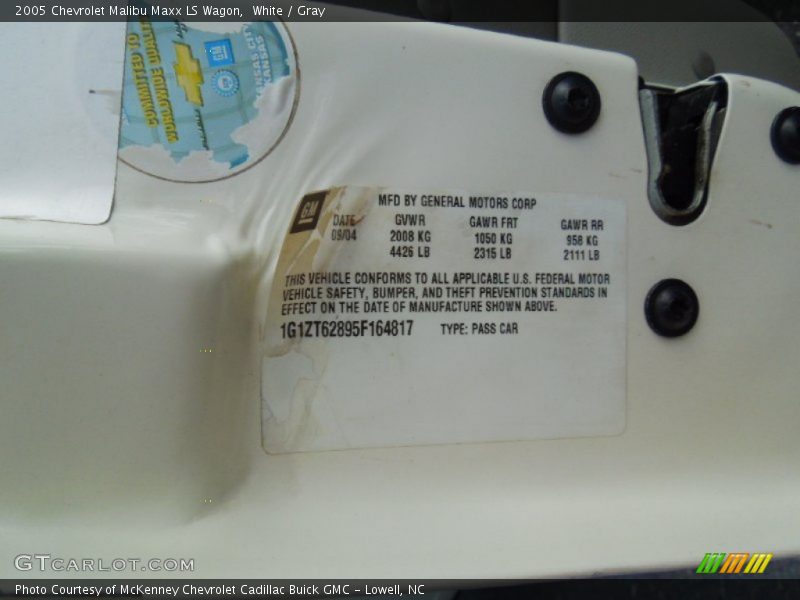 2005 Chevrolet Malibu Maxx LS Wagon, White / Gray
COMMITTED TO
WORLDWIDE
GM
KANSAS
GM
MFD BY GENERAL MOTORS CORP
DATE GVWR GAWR FRT GAWR RR
09/04 2008 KG 1050 KG 958 KG
4426 LB 2315 LB 2111 LB
THIS VEHICLE CONFORMS TO ALL APPLICABLE U.S. FEDERAL MOTOR
VEHICLE SAFETY, BUMPER, AND THEFT PREVENTION STANDARDS IN
EFFECT ON THE DATE OF MANUFACTURE SHOWN ABOVE.
1G1ZT62895F164817 TYPE: PASS CAR
GTCARLOT.COM
Photo Courtesy of McKenney Chevrolet Cadillac Buick GMC - Lowell, NC